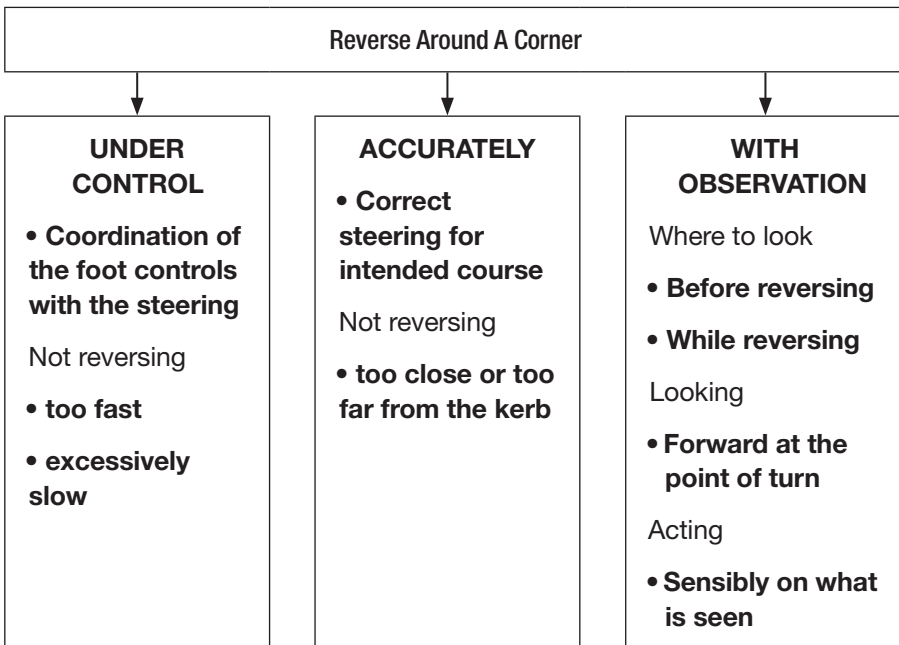 Reverse Around A Corner
UNDER
CONTROL
• Coordination of
the foot controls
with the steering
Not reversing
• too fast
• excessively
slow
ACCURATELY
• Correct
steering for
intended course
Not reversing
• too close or too
far from the kerb
WITH
OBSERVATION
Where to look
• Before reversing
• While reversing
Looking
• Forward at the
point of turn
Acting
• Sensibly on what
is seen